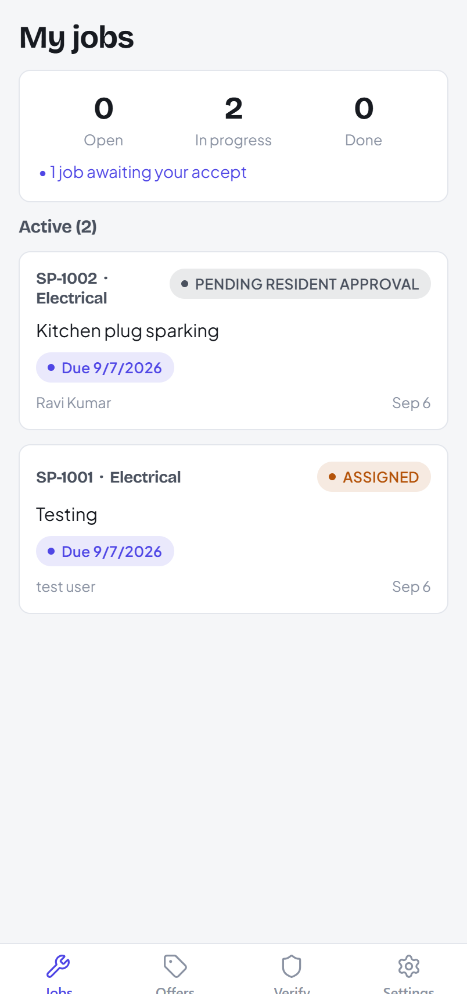 My jobs
0 2 0
Open In progress Done
• 1 job awaiting your accept
Active (2)
SP-1002 ·
Electrical
• PENDING RESIDENT APPROVAL
Kitchen plug sparking
• Due 9/7/2026
Ravi Kumar Sep 6
SP-1001 · Electrical • ASSIGNED
Testing
• Due 9/7/2026
test user Sep 6
Jobs Offers Verify Settings